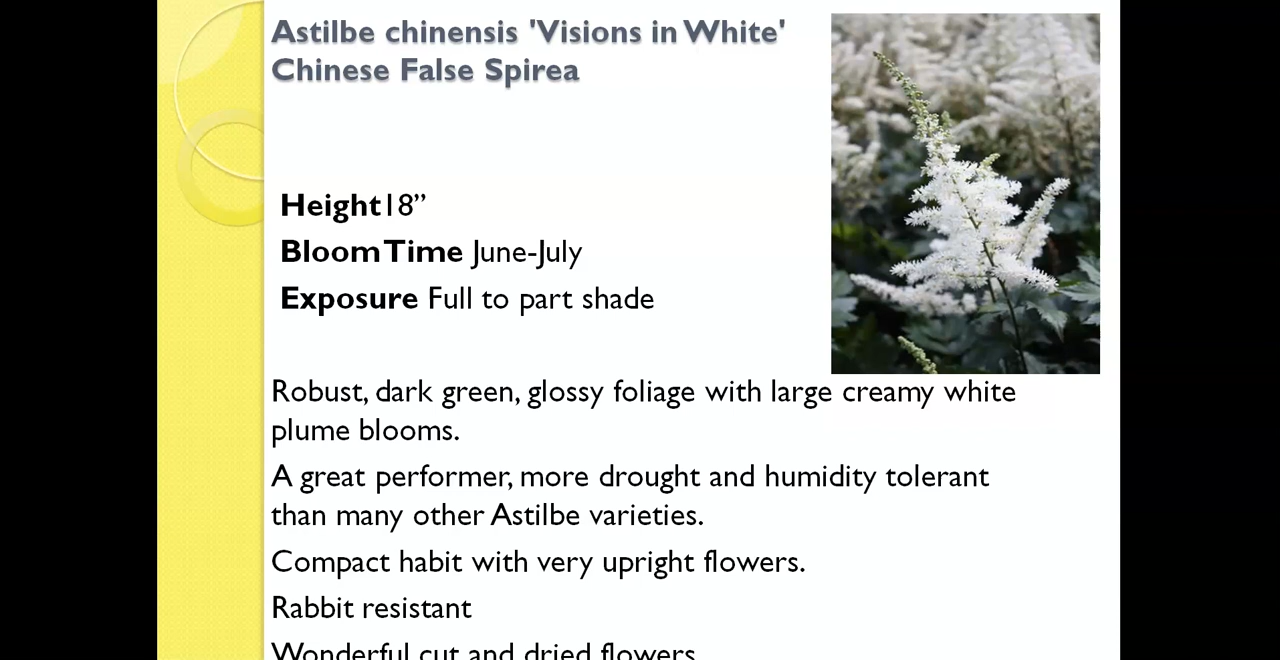 Astilbe chinensis 'Visions in White'
Chinese False Spirea
Height18”
Bloom Time June-July
Exposure Full to part shade
Robust, dark green, glossy foliage with large creamy white
plume blooms.
A great performer, more drought and humidity tolerant
than many other Astilbe varieties.
Compact habit with very upright flowers.
Rabbit resistant
Wonderful cut and dried flowers